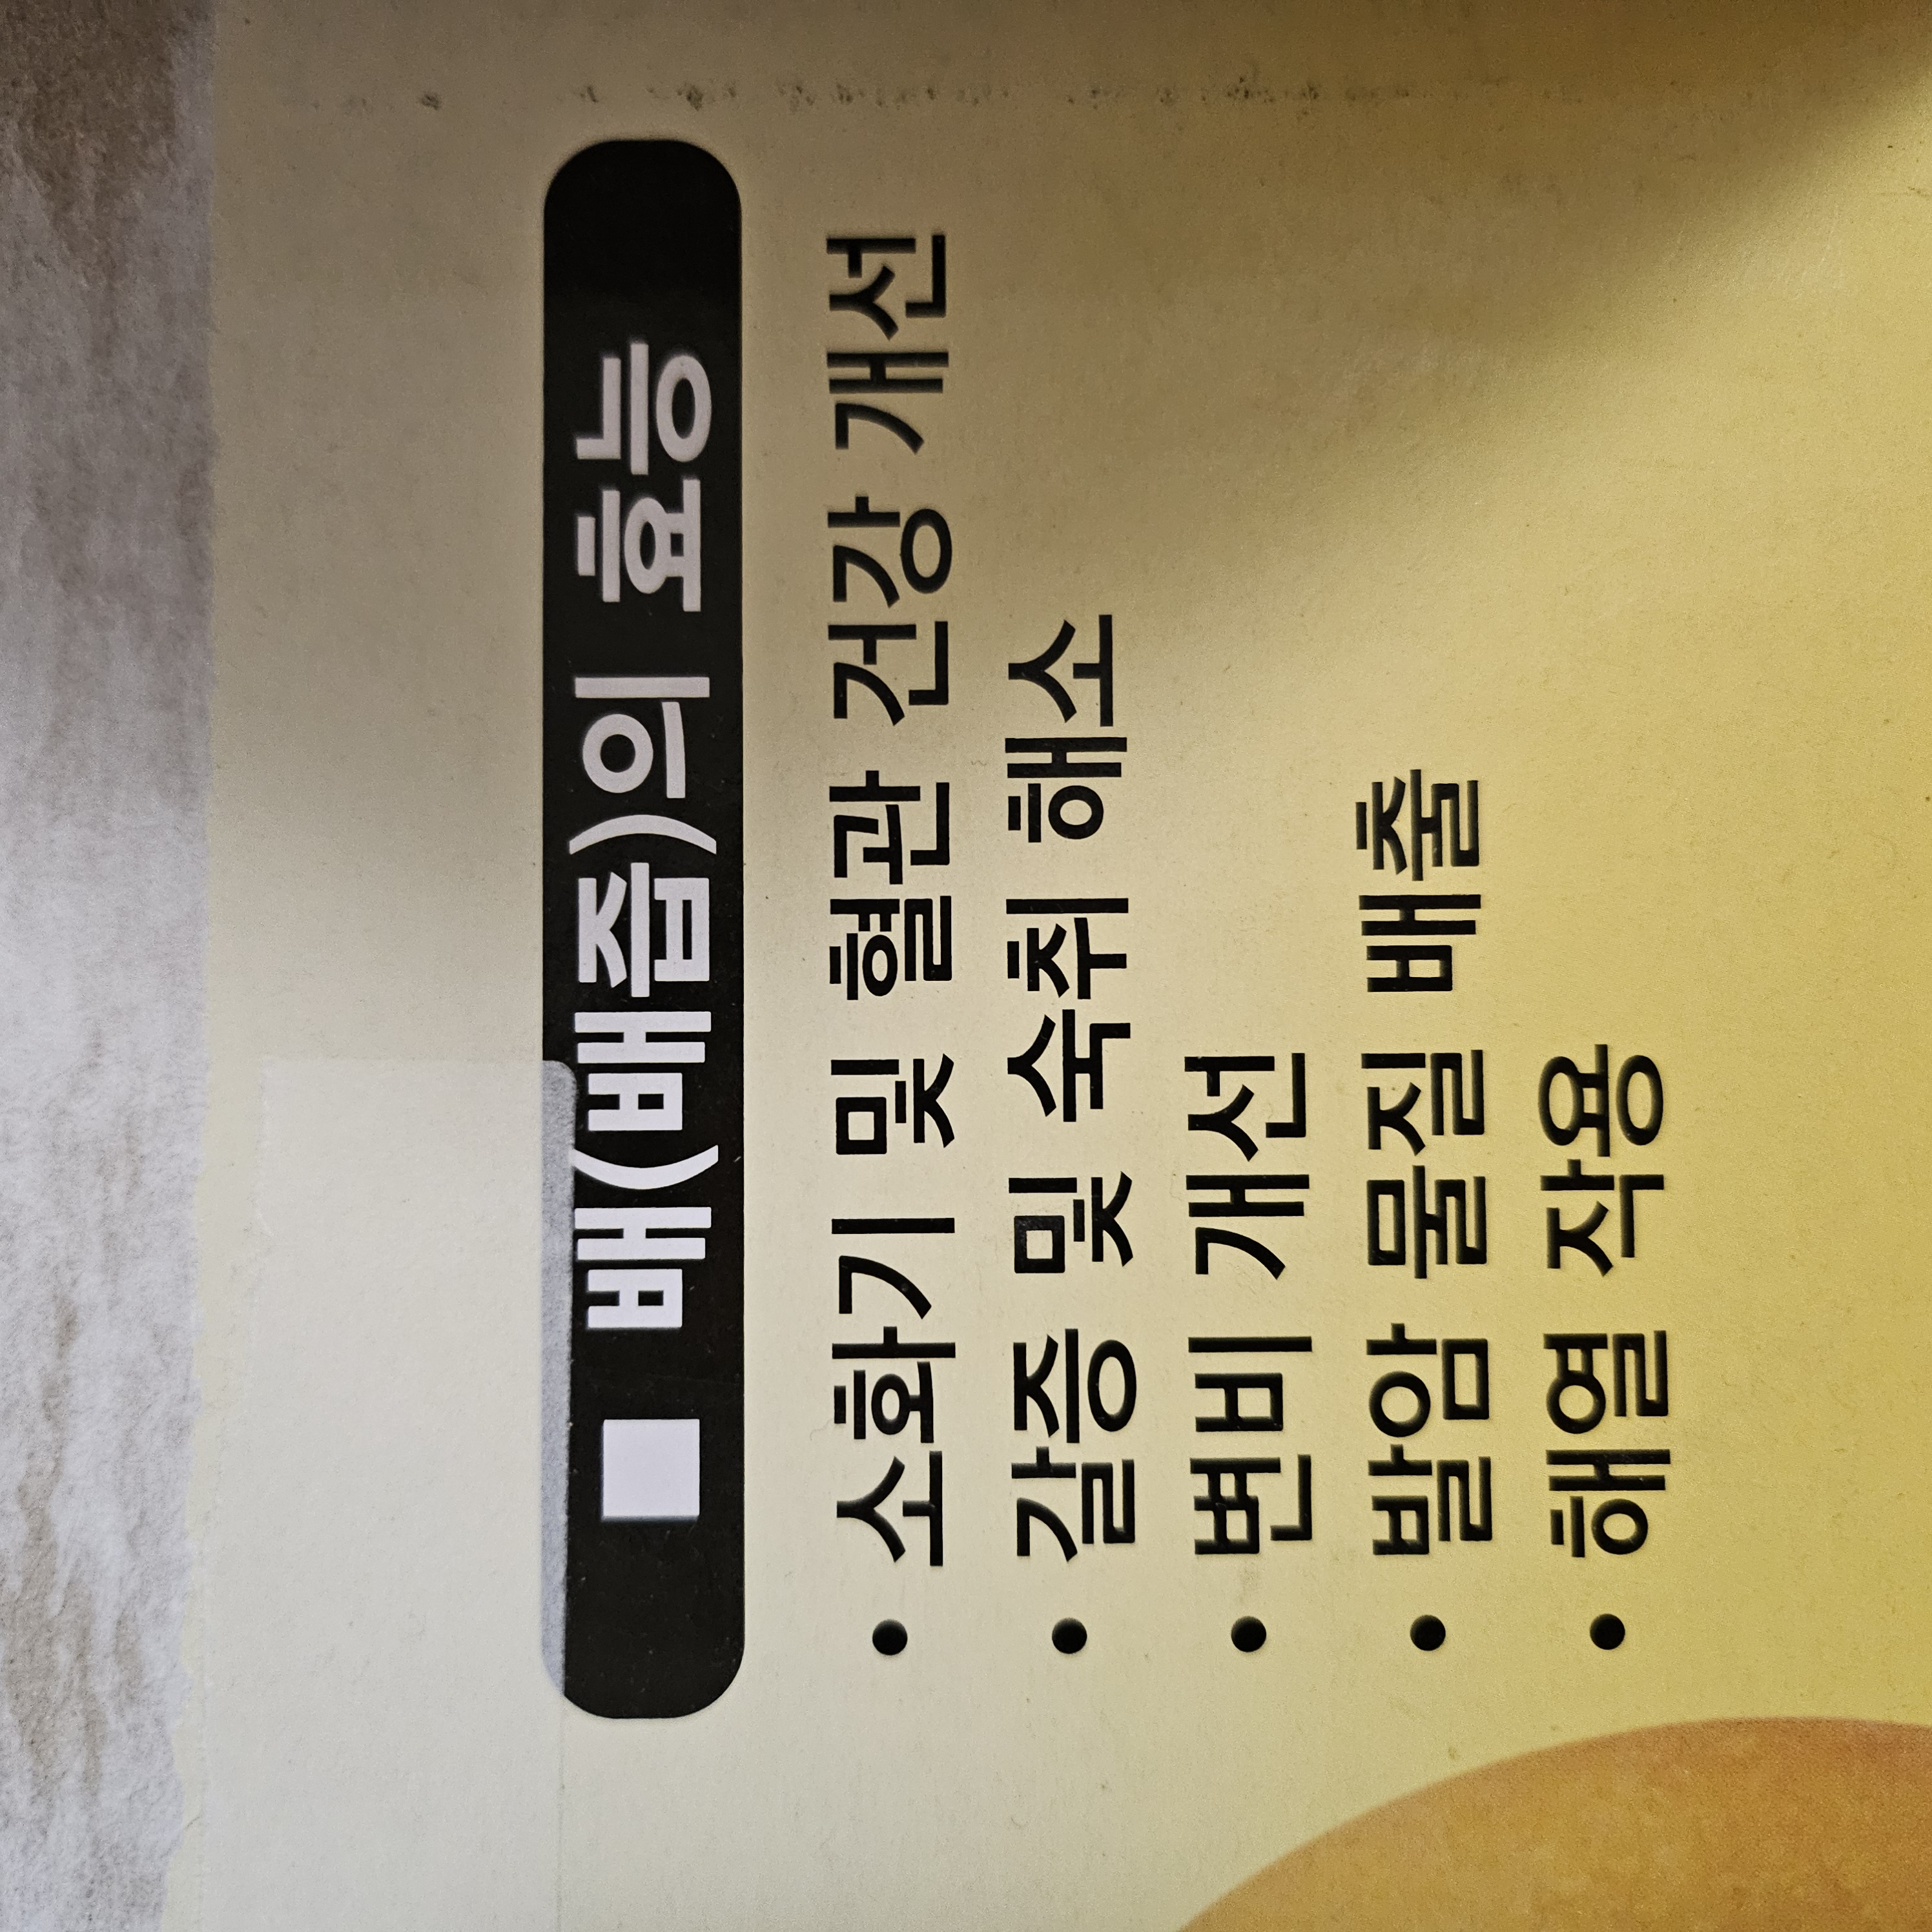 ■ 배(배즙)의 효능
• 소화기 및 혈관 건강 개선
• 갈증 및 숙취 해소
• 변비 개선
• 발암 물질 배출
• 해열 작용